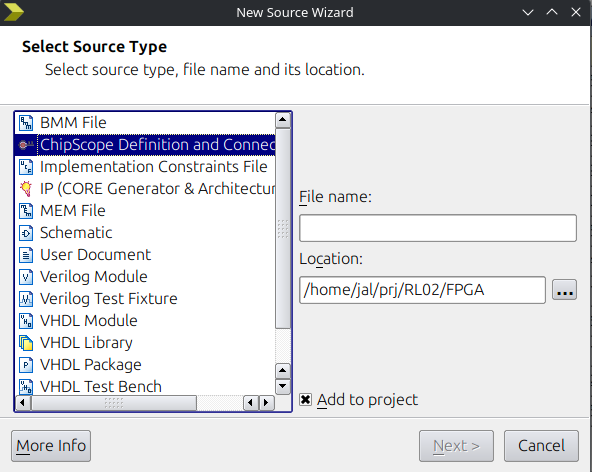 New Source Wizard
Select Source Type
Select source type, file name and its location.
BMM File
ChipScope Definition and Connec
Implementation Constraints File
IP (CORE Generator & Architectur
MEM File
Schematic
User Document
Verilog Module
Verilog Test Fixture
VHDL Module
VHDL Library
VHDL Package
VHDL Test Bench
File name:
Location:
/home/jal/prj/RL02/FPGA
...
Add to project
More Info
Next >
Cancel